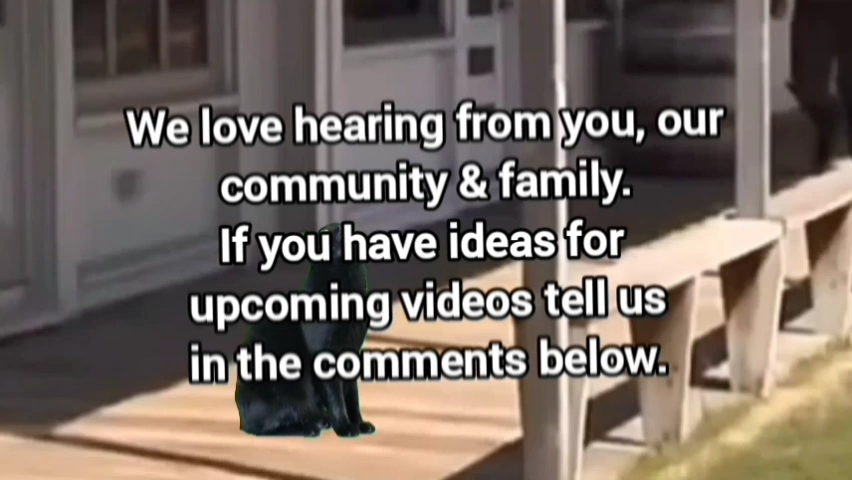 We love hearing from you, our
community & family.
If you have ideas for
upcoming videos tell us
in the comments below.